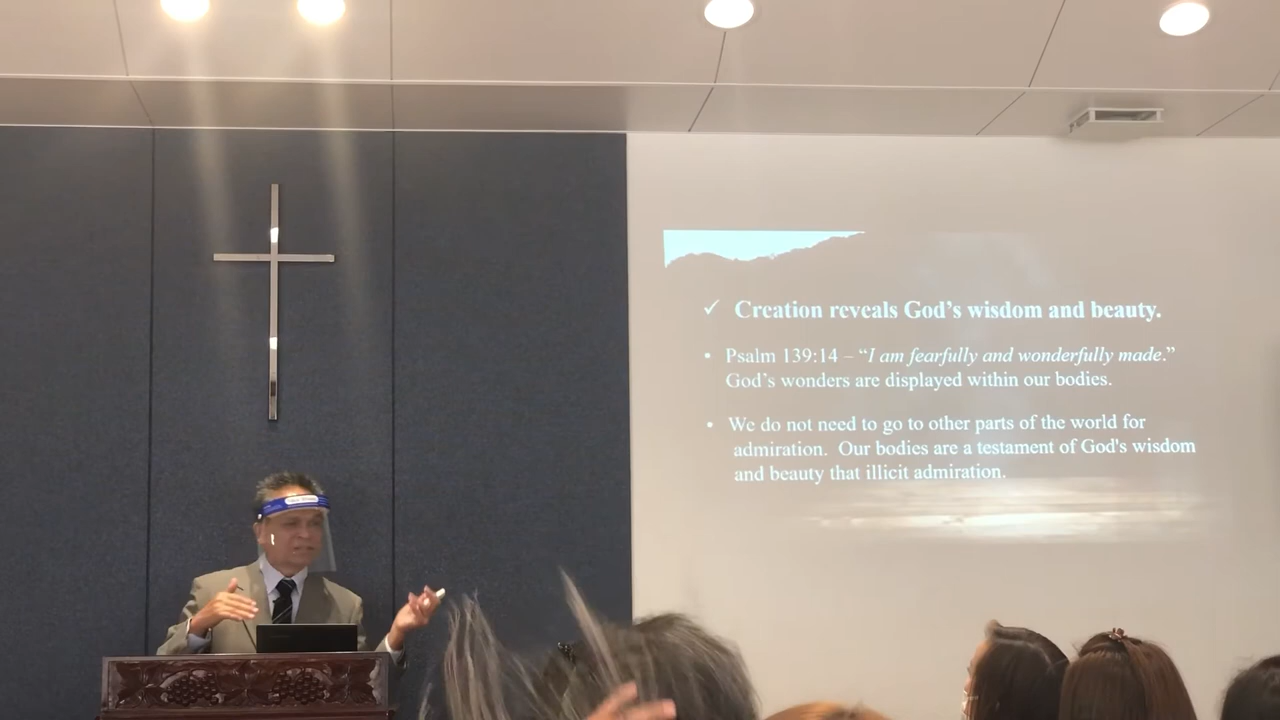 ✓ Creation reveals God's wisdom and beauty.
• Psalm 139:14 – “I am fearfully and wonderfully made.”
God's wonders are displayed within our bodies.
• We do not need to go to other parts of the world for
admiration. Our bodies are a testament of God's wisdom
and beauty that illicit admiration.